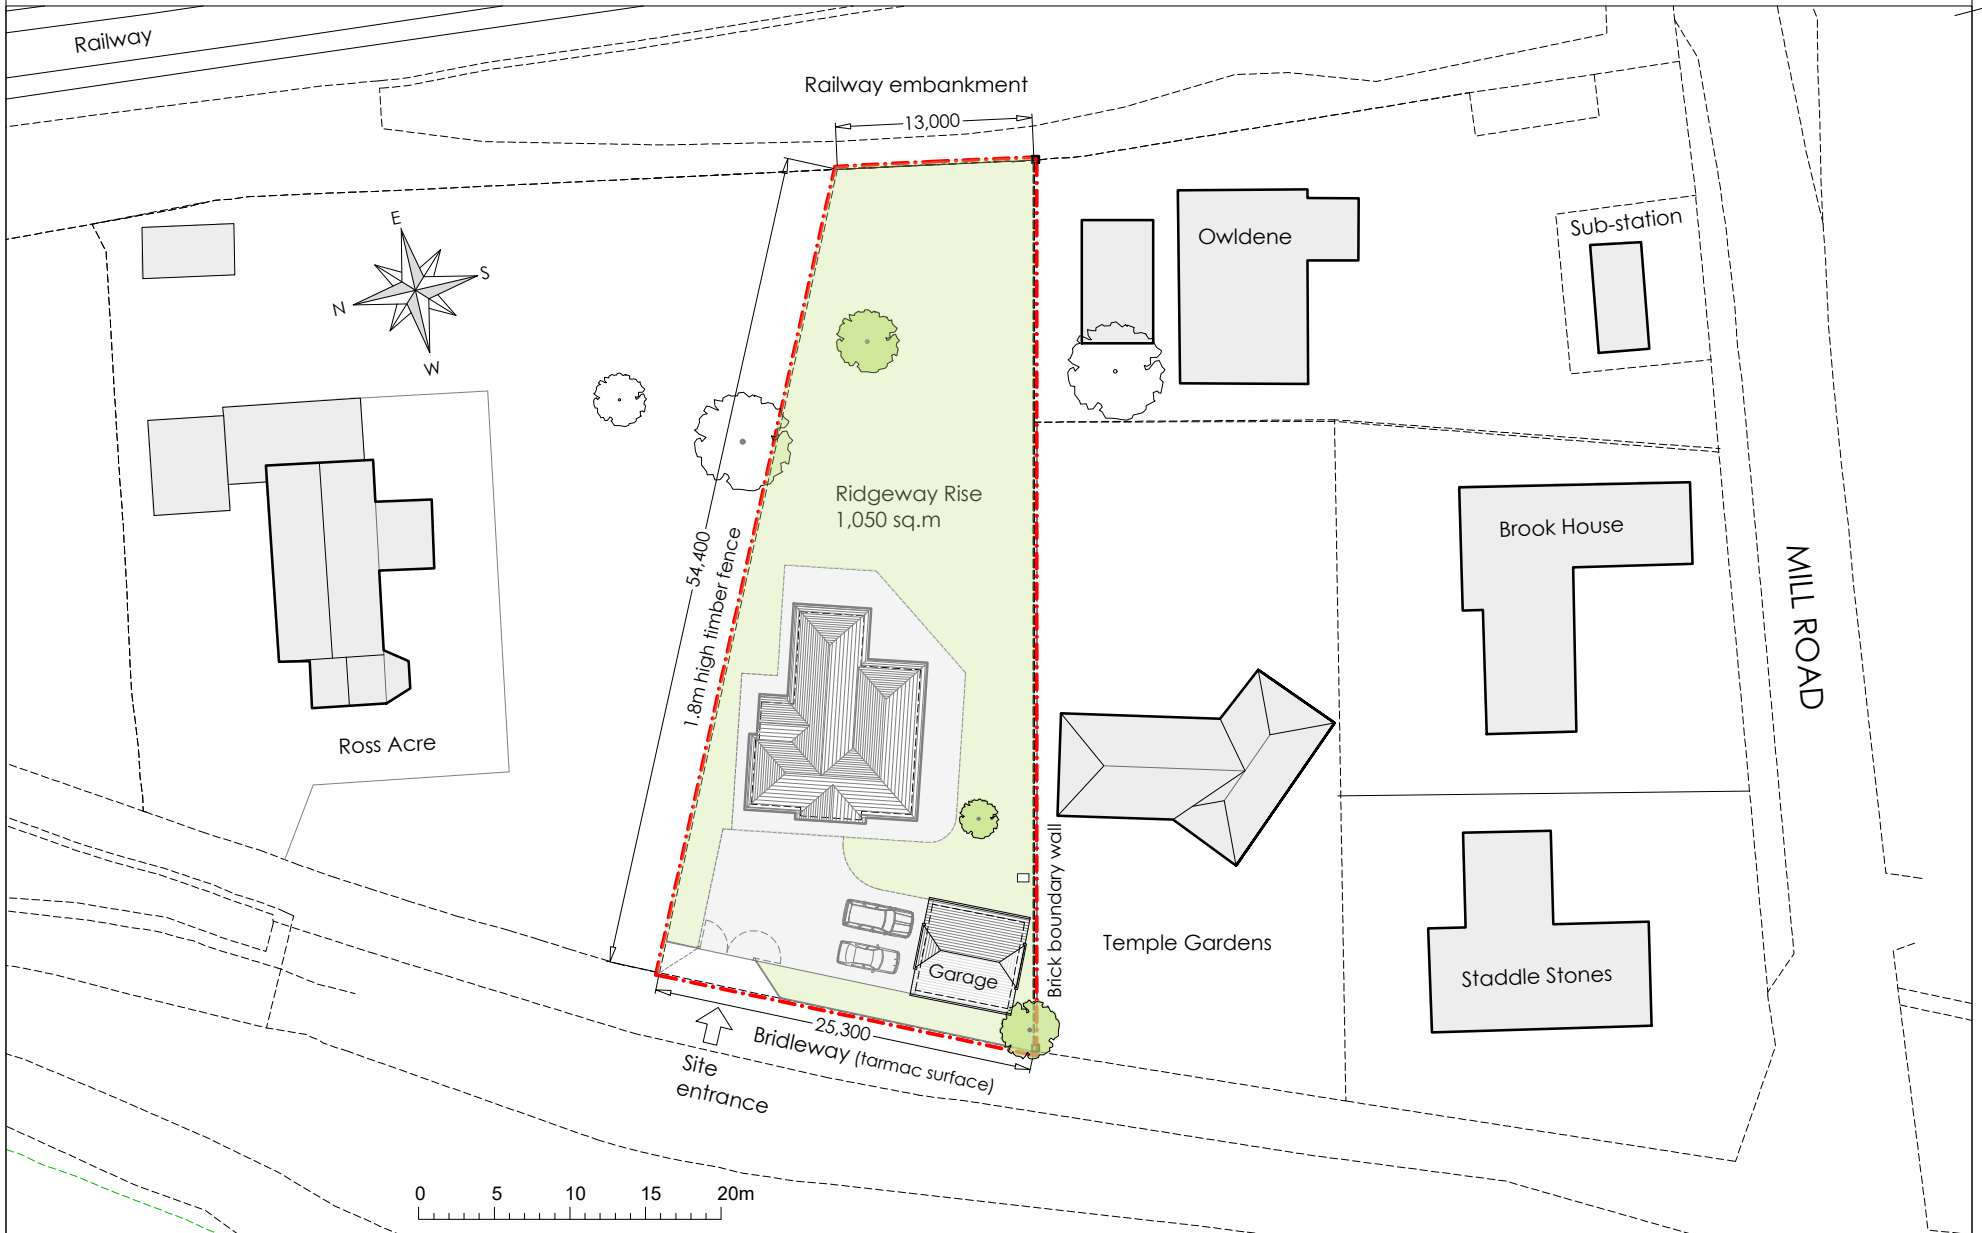 Railway
Railway embankment
13,000
E
S
N
W
Owldene
Sub-station
Ridgeway Rise
1,050 sq.m
54,400
1.8m high timber fence
Brook House
MILL ROAD
Ross Acre
Brick boundary wall
Temple Gardens
Garage
Staddle Stones
25,300
Bridleway (tarmac surface)
Site
entrance
0 5 10 15 20m